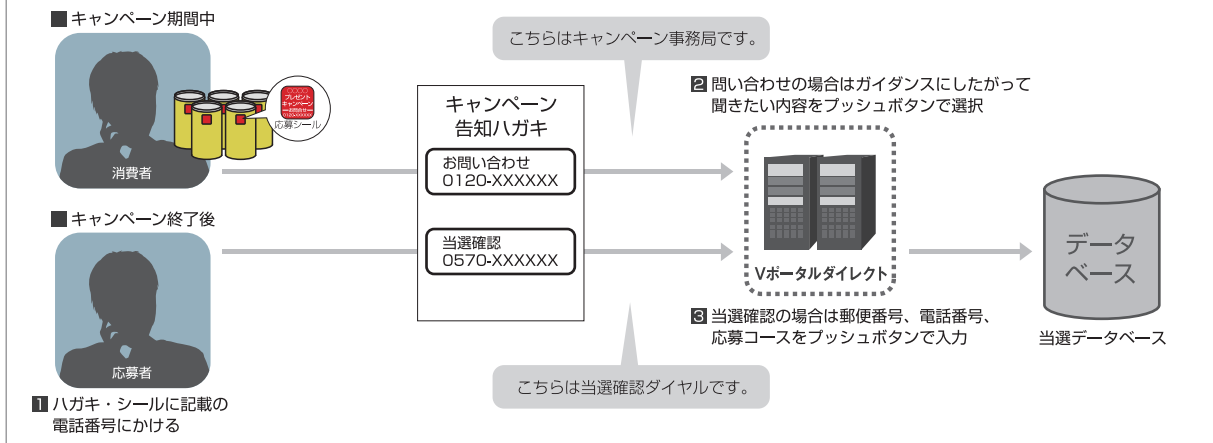 ■キャンペーン期間中
消費者
○○○○
プレゼント
キャンペーン
お問合せ
0120-XXXXXX
応募シール
■キャンペーン終了後
応募者
1 ハガキ・シールに記載の
電話番号にかける
キャンペーン
告知ハガキ
お問い合わせ
0120-XXXXXX
当選確認
0570-XXXXXX
こちらはキャンペーン事務局です。
こちらは当選確認ダイヤルです。
2 問い合わせの場合はガイダンスにしたがって
聞きたい内容をプッシュボタンで選択
Vポータルダイレクト
3 当選確認の場合は郵便番号、電話番号、
応募コースをプッシュボタンで入力
データ
ベース
当選データベース